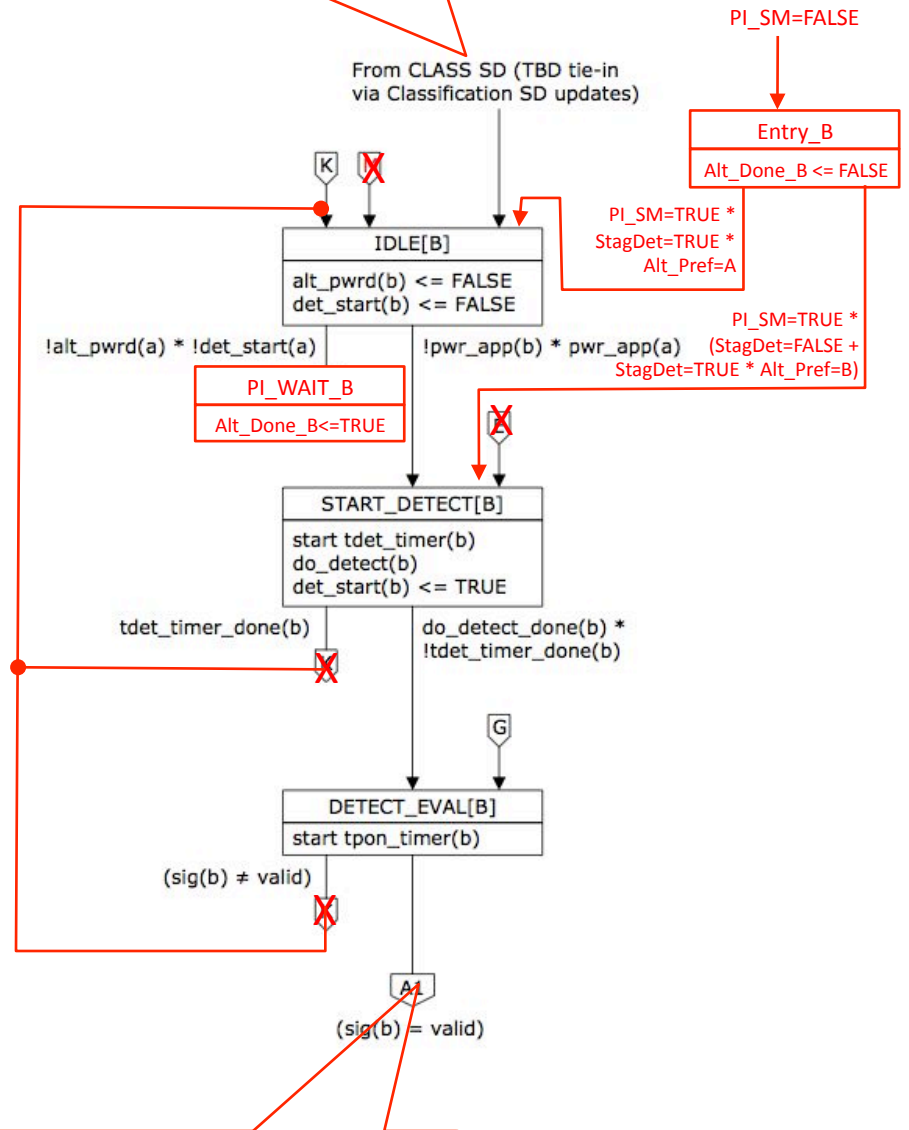 PI_SM=FALSE
From CLASS SD (TBD tie-in
via Classification SD updates)
Entry_B
Alt_Done_B <= FALSE
K
PI_SM=TRUE *
StagDet=TRUE *
Alt_Pref=A
IDLE[B]
alt_pwrd(b) <= FALSE
det_start(b) <= FALSE
!alt_pwrd(a) * !det_start(a)
!pwr_app(b) * pwr_app(a)
PI_SM=TRUE *
(StagDet=FALSE +
StagDet=TRUE * Alt_Pref=B)
PI_WAIT_B
Alt_Done_B<=TRUE
X
X
START_DETECT[B]
start tdet_timer(b)
do_detect(b)
det_start(b) <= TRUE
tdet_timer_done(b)
do_detect_done(b) *
!tdet_timer_done(b)
X
G
DETECT_EVAL[B]
start tpon_timer(b)
(sig(b) ≠ valid)
X
A1
(sig(b) = valid)